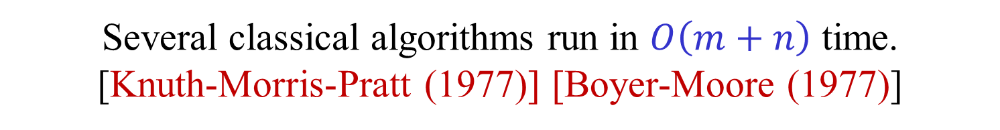 Several classical algorithms run in O(m + n) time.
[Knuth-Morris-Pratt (1977)] [Boyer-Moore (1977)]